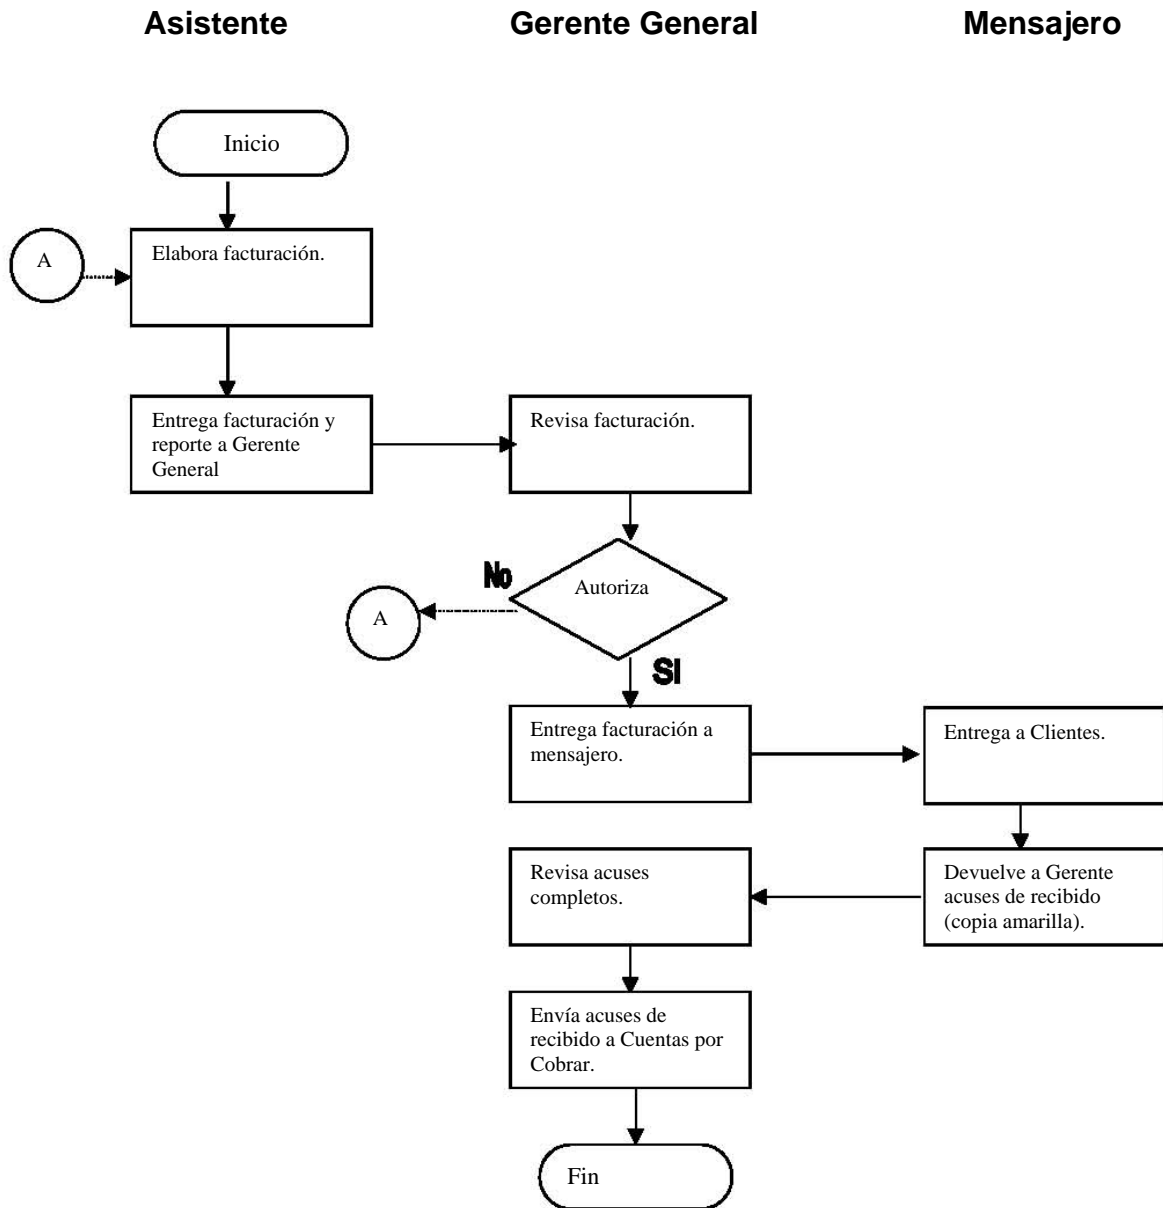 Asistente Gerente General Mensajero
Inicio
A
Elabora facturación.
Entrega facturación y
reporte a Gerente
General
Revisa facturación.
No
Autoriza
A
SI
Entrega facturación a
mensajero.
Entrega a Clientes.
Revisa acuses
completos.
Devuelve a Gerente
acuses de recibido
(copia amarilla).
Envía acuses de
recibido a Cuentas por
Cobrar.
Fin